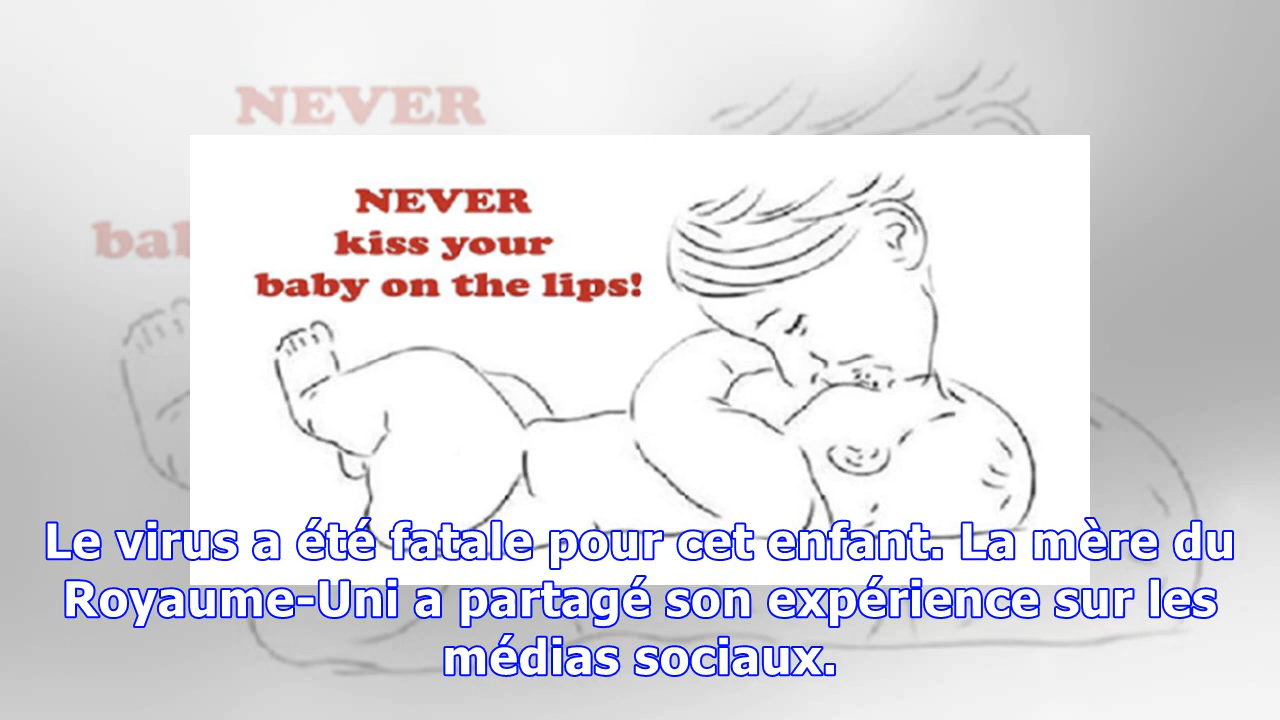 NEVER
NEVER
kiss your
baby on the lips!
Le virus a été fatale pour cet enfant. La mère du
Royaume-Uni a partagé son expérience sur les
médias sociaux.